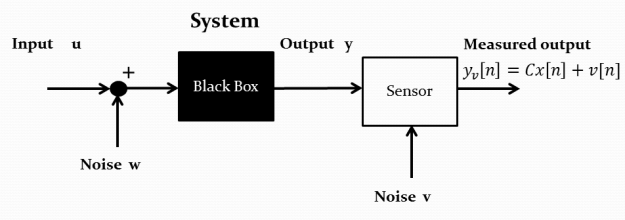 System
Input u
Output y
Measured output
y_v[n] = Cx[n] + v[n]
+
Black Box
Sensor
Noise w
Noise v